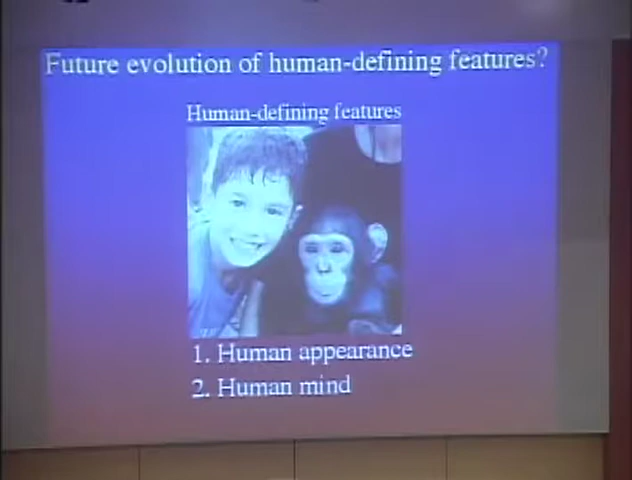 Future evolution of human-defining features?
Human-defining features
1. Human appearance
2. Human mind